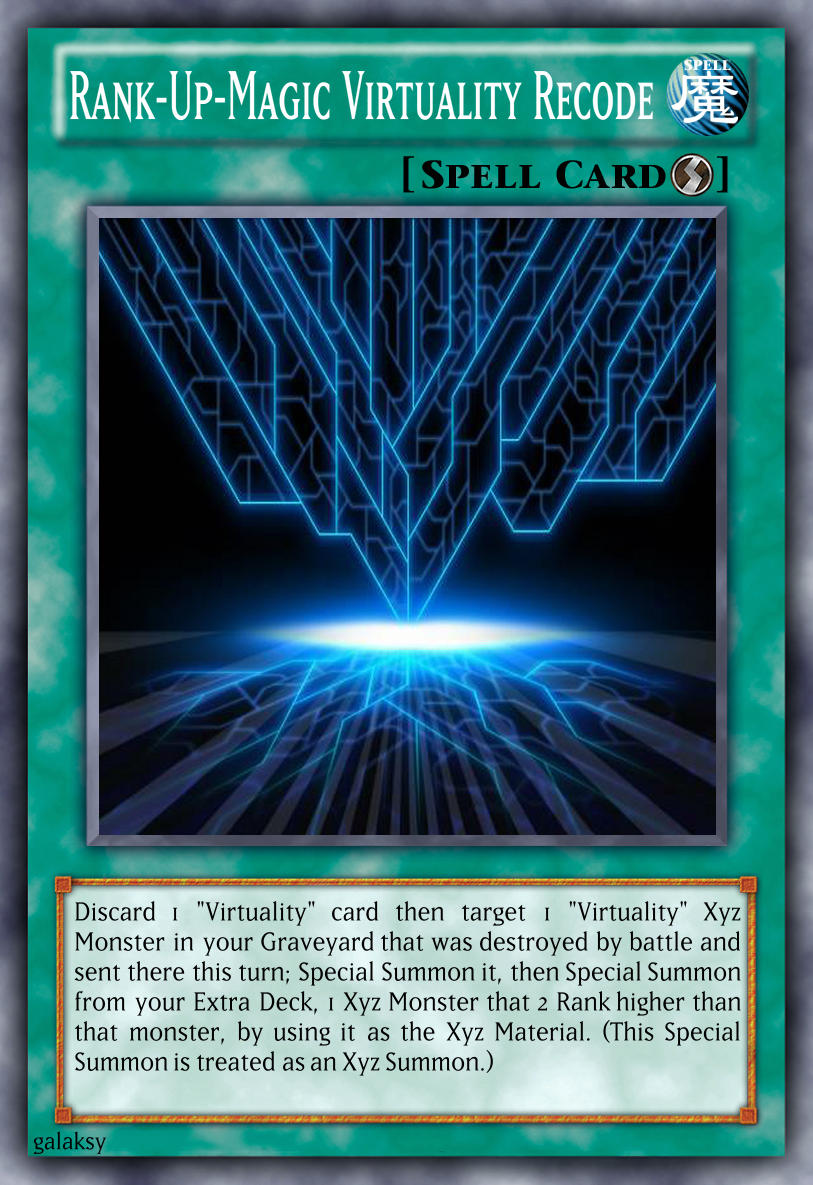 Rank-Up-Magic Virtuality Recode
SPELL
魔
[Spell Card]
Discard 1 "Virtuality" card then target 1 "Virtuality" Xyz
Monster in your Graveyard that was destroyed by battle and
sent there this turn; Special Summon it, then Special Summon
from your Extra Deck, 1 Xyz Monster that 2 Rank higher than
that monster, by using it as the Xyz Material. (This Special
Summon is treated as an Xyz Summon.)
galaksy